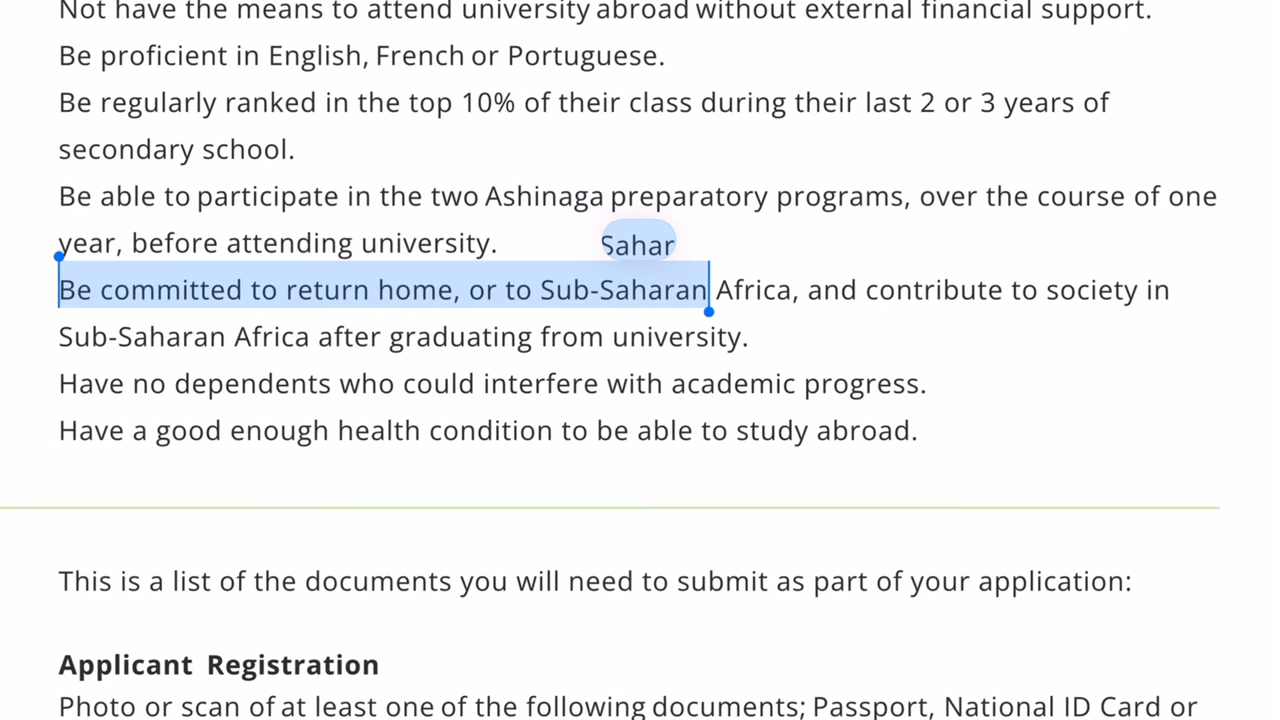 Not have the means to attend university abroad without external financial support.
Be proficient in English, French or Portuguese.
Be regularly ranked in the top 10% of their class during their last 2 or 3 years of
secondary school.
Be able to participate in the two Ashinaga preparatory programs, over the course of one
year, before attending university.
Sahar
Be committed to return home, or to Sub-Saharan Africa, and contribute to society in
Sub-Saharan Africa after graduating from university.
Have no dependents who could interfere with academic progress.
Have a good enough health condition to be able to study abroad.
This is a list of the documents you will need to submit as part of your application:
Applicant Registration
Photo or scan of at least one of the following documents; Passport, National ID Card or